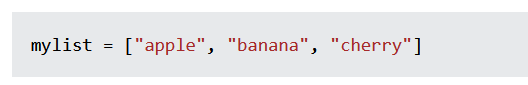 mylist = ["apple", "banana", "cherry"]